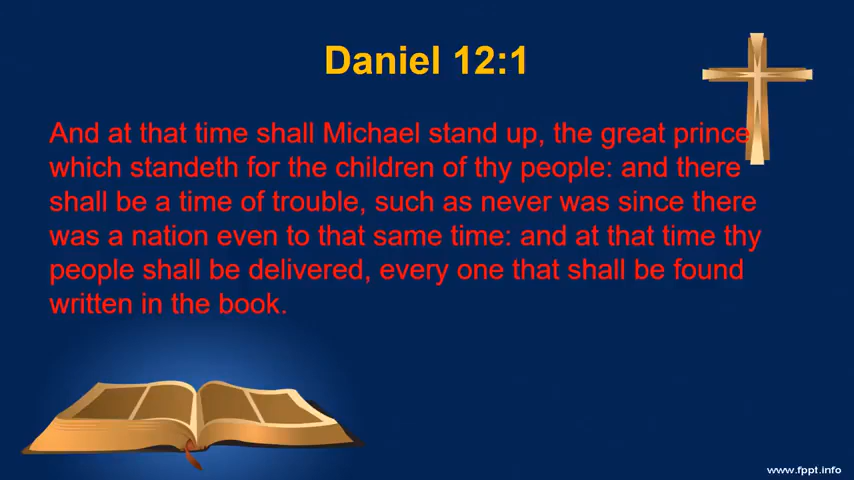 Daniel 12:1
And at that time shall Michael stand up, the great prince
which standeth for the children of thy people: and there
shall be a time of trouble, such as never was since there
was a nation even to that same time: and at that time thy
people shall be delivered, every one that shall be found
written in the book.
www.fppt.info